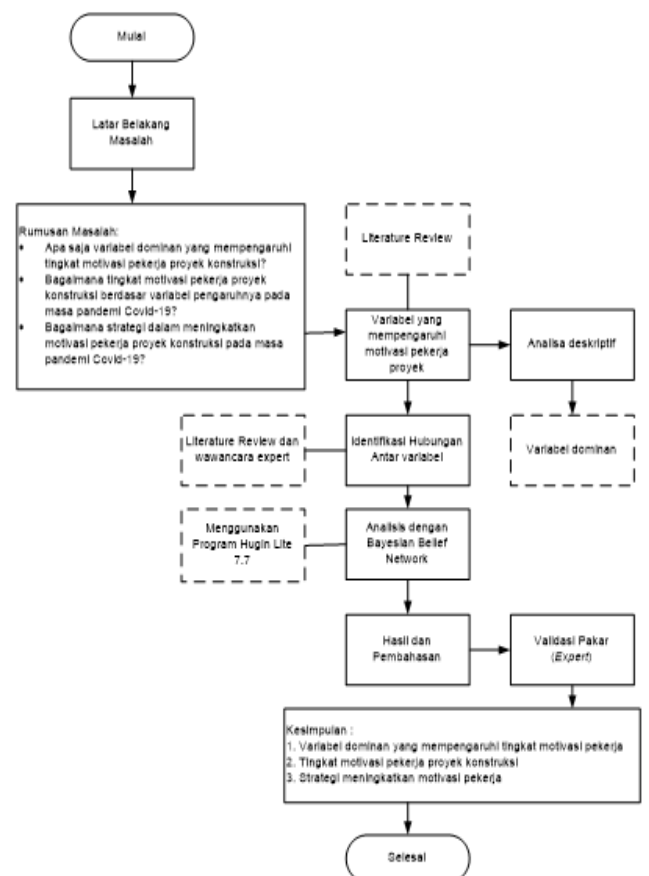 Mulai
Latar Belakang
Masalah
Rumusan Masalah:
• Apa saja variabel dominan yang mempengaruhi
tingkat motivasi pekerja proyek konstruksi?
• Bagaimana tingkat motivasi pekerja proyek
konstruksi berdasar variabel pengaruhnya pada
masa pandemi Covid-19?
• Bagaimana strategi dalam meningkatkan
motivasi pekerja proyek konstruksi pada masa
pandemi Covid-19?
Literature Review
Variabel yang
mempengaruhi
motivasi pekerja
proyek
Analisa deskriptif
Variabel dominan
Literature Review dan
wawancara expert
Identifikasi Hubungan
Antar variabel
Menggunakan
Program Hugin Lite
7.7
Analisis dengan
Bayesian Belief
Network
Hasil dan
Pembahasan
Validasi Pakar
(Expert)
Kesimpulan :
1. Variabel dominan yang mempengaruhi tingkat motivasi pekerja
2. Tingkat motivasi pekerja proyek konstruksi
3. Strategi meningkatkan motivasi pekerja
Selesai